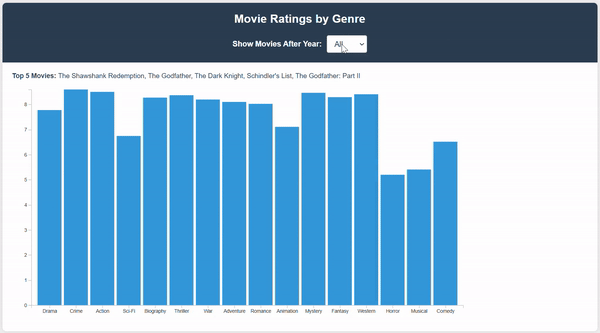 Movie Ratings by Genre
Show Movies After Year: All
Top 5 Movies: The Shawshank Redemption, The Godfather, The Dark Knight, Schindler's List, The Godfather: Part II
8
7
6
5
4
3
2
1
0
Drama Crime Action Sci-Fi Biography Thriller War Adventure Romance Animation Mystery Fantasy Western Horror Musical Comedy